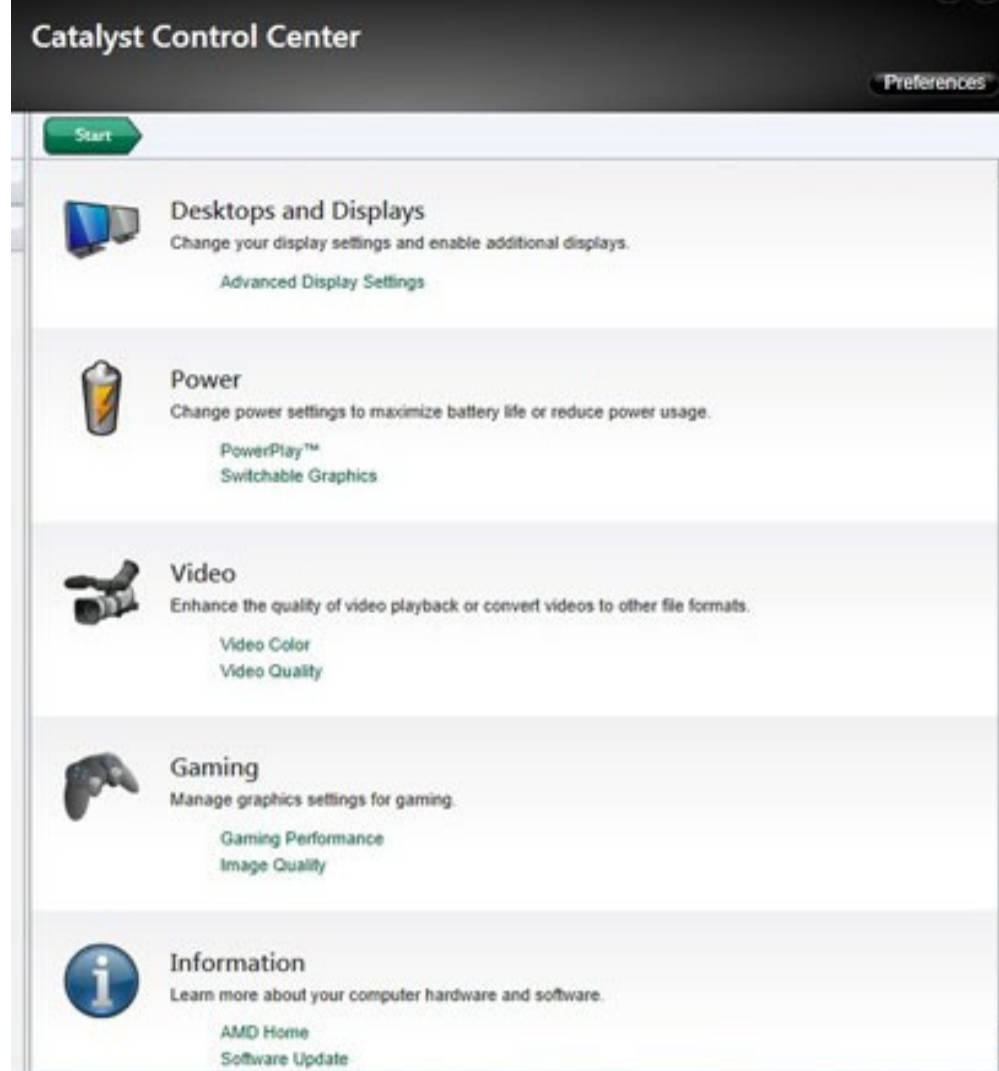 Catalyst Control Center
Preferences
Start
Desktops and Displays
Change your display settings and enable additional displays.
Advanced Display Settings
Power
Change power settings to maximize battery life or reduce power usage.
PowerPlay™
Switchable Graphics
Video
Enhance the quality of video playback or convert videos to other file formats.
Video Color
Video Quality
Gaming
Manage graphics settings for gaming.
Gaming Performance
Image Quality
Information
Learn more about your computer hardware and software.
AMD Home
Software Update